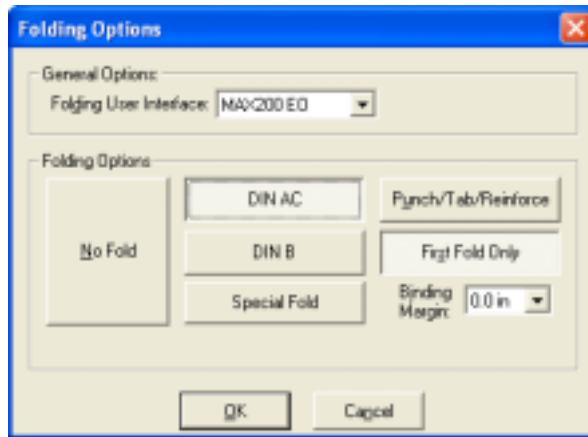 Folding Options
General Options:
Folding User Interface: MAX200 EO
Folding Options
No Fold
DIN AC
Punch/Tab/Reinforce
DIN B
First Fold Only
Special Fold
Binding Margin: 0.0 in
OK
Cancel